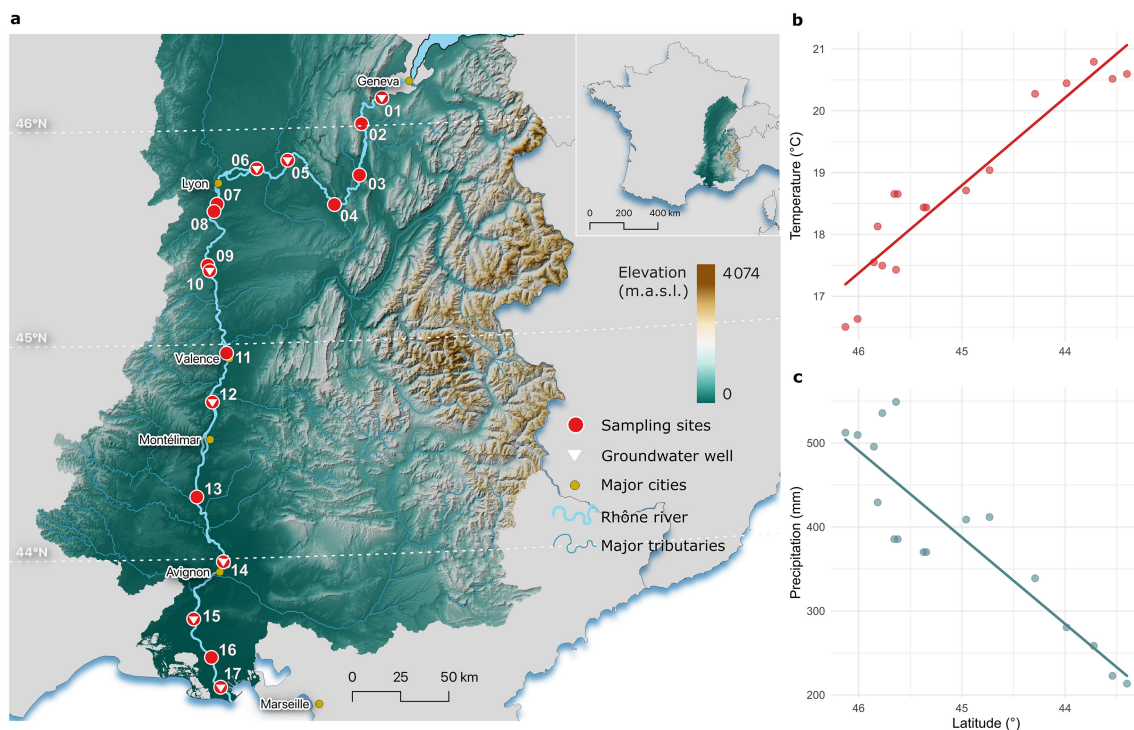 a
Geneva
01
46°N
02
06
05
Lyon
03
07
04
08
09
10
45°N
Valence
11
12
Montélimar
13
44°N
14
Avignon
15
16
17
Marseille
0 200 400 km
Elevation
(m.a.s.l.)
4 074
0
Sampling sites
Groundwater well
Major cities
Rhône river
Major tributaries
0 25 50 km
b
Temperature (°C)
21
20
19
18
17
46 45 44
c
Precipitation (mm)
500
400
300
200
46 45 44
Latitude (°)